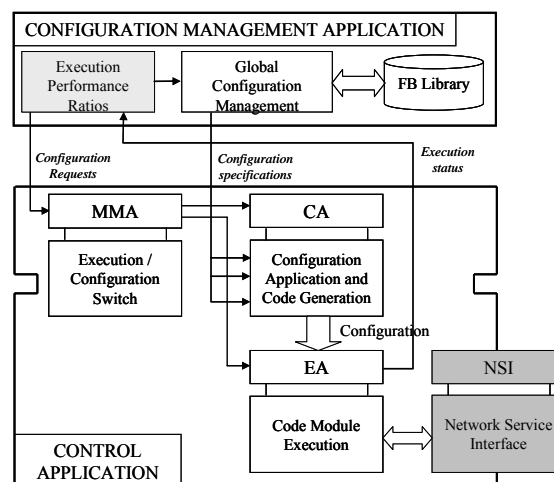 CONFIGURATION MANAGEMENT APPLICATION
Execution
Performance
Ratios
Global
Configuration
Management
FB Library
Configuration
Requests
Configuration
specifications
Execution
status
MMA
CA
Execution /
Configuration
Switch
Configuration
Application and
Code Generation
Configuration
EA
NSI
Code Module
Execution
Network Service
Interface
CONTROL
APPLICATION